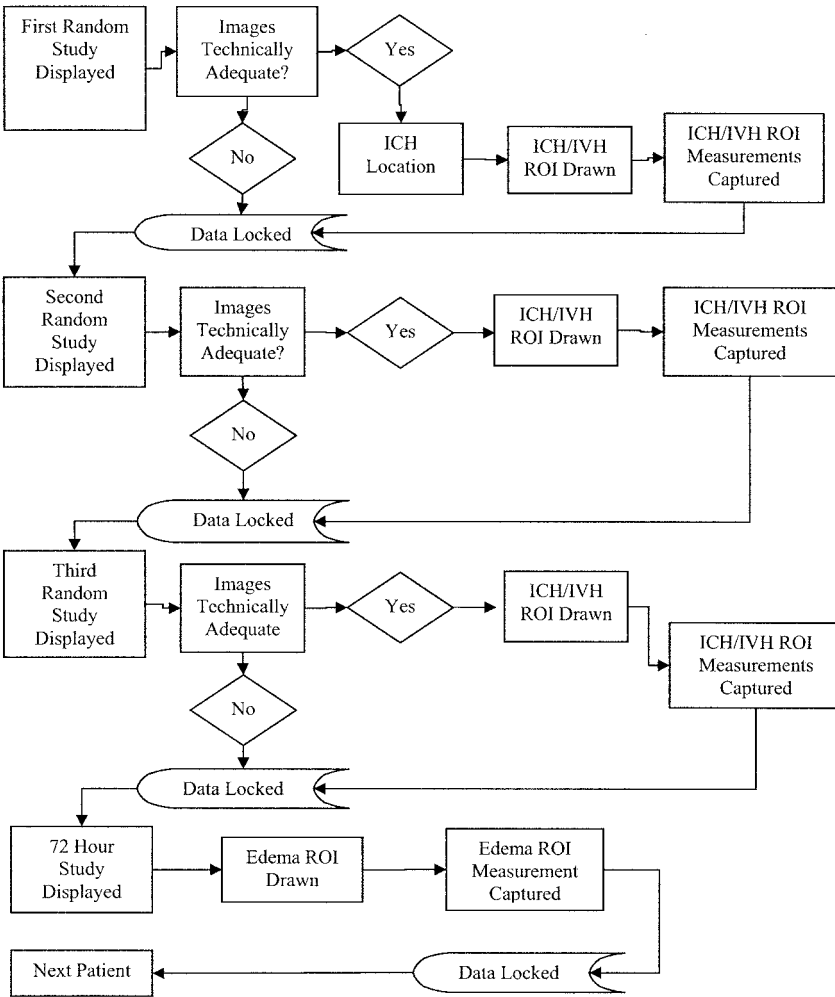 First Random
Study
Displayed
Images
Technically
Adequate?
Yes
No
ICH
Location
ICH/IVH
ROI Drawn
ICH/IVH ROI
Measurements
Captured
Data Locked
Second
Random
Study
Displayed
Images
Technically
Adequate?
Yes
ICH/IVH
ROI Drawn
ICH/IVH ROI
Measurements
Captured
No
Data Locked
Third
Random
Study
Displayed
Images
Technically
Adequate
Yes
ICH/IVH
ROI Drawn
ICH/IVH ROI
Measurements
Captured
No
Data Locked
72 Hour
Study
Displayed
Edema ROI
Drawn
Edema ROI
Measurement
Captured
Data Locked
Next Patient